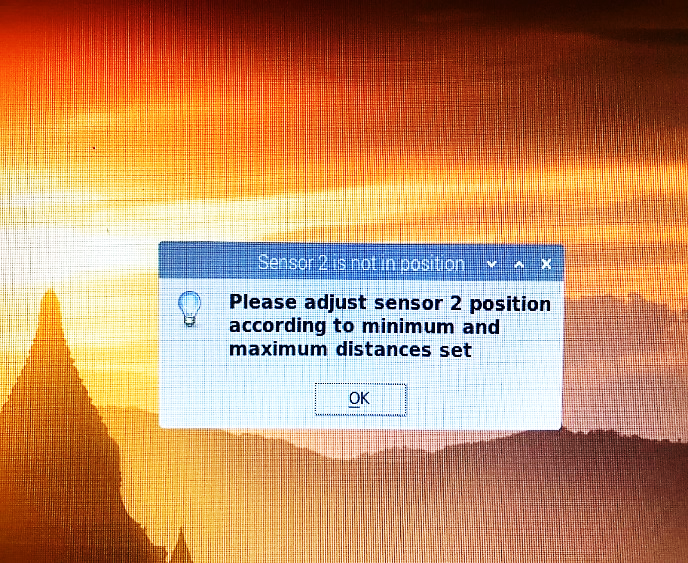 Sensor 2 is not in position
Please adjust sensor 2 position
according to minimum and
maximum distances set
OK